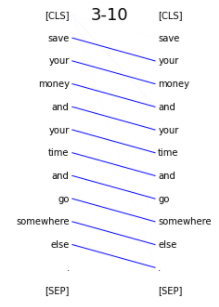 3-10
[CLS] [CLS]
save save
your your
money money
and and
your your
time time
and and
go go
somewhere somewhere
else else
. .
[SEP] [SEP]